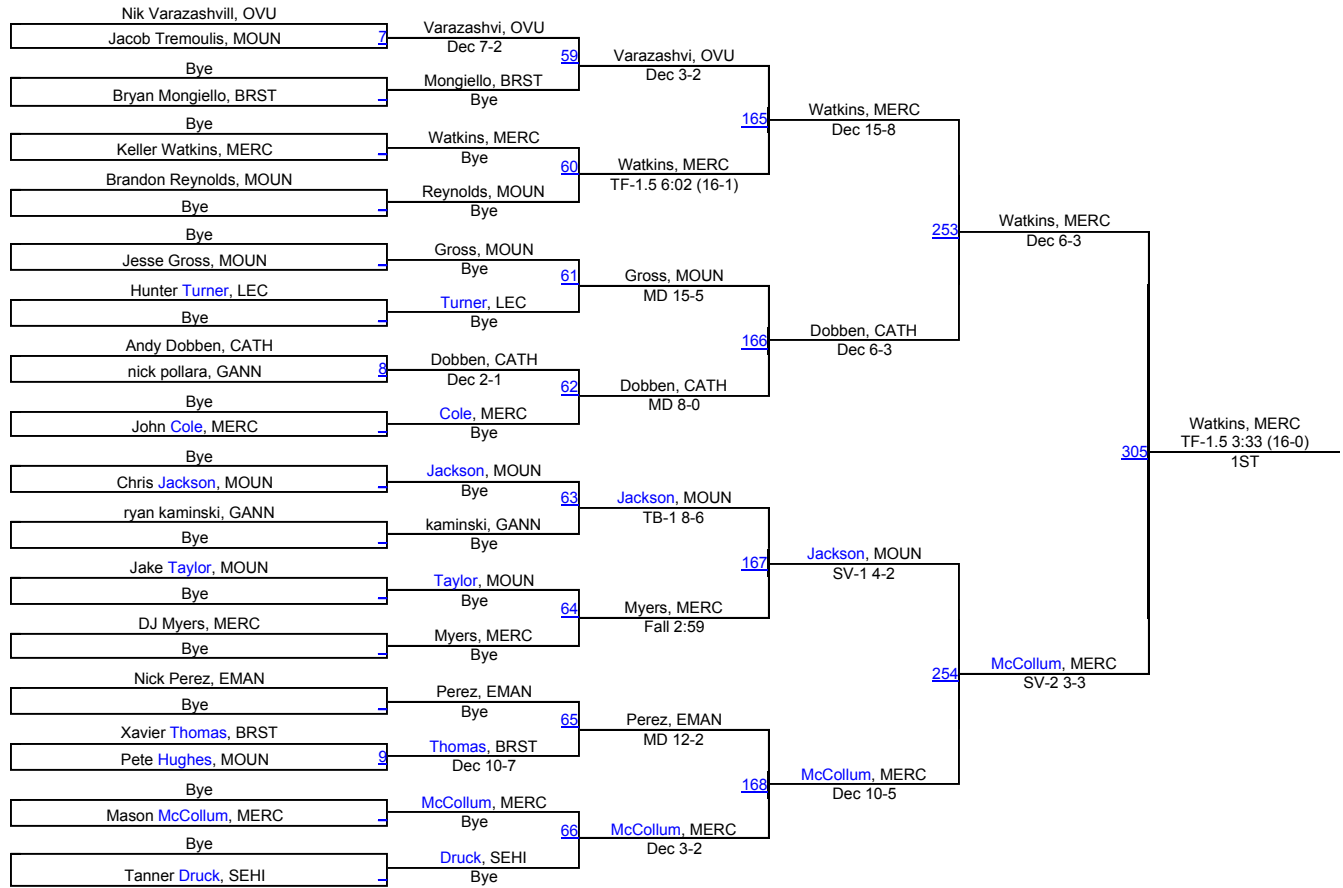 Nik Varazashvill, OVU
Jacob Tremoulis, MOUN
7
Bye
Bryan Mongiello, BRST
Bye
Keller Watkins, MERC
Brandon Reynolds, MOUN
Bye
Bye
Jesse Gross, MOUN
Hunter Turner, LEC
Bye
Andy Dobben, CATH
nick pollara, GANN
8
Bye
John Cole, MERC
Bye
Chris Jackson, MOUN
ryan kaminski, GANN
Bye
Jake Taylor, MOUN
Bye
DJ Myers, MERC
Bye
Nick Perez, EMAN
Bye
Xavier Thomas, BRST
Pete Hughes, MOUN
9
Bye
Mason McCollum, MERC
Bye
Tanner Druck, SEHI
Varazashvi, OVU
Dec 7-2
59
Mongiello, BRST
Bye
Watkins, MERC
Bye
60
Reynolds, MOUN
Bye
Gross, MOUN
Bye
61
Turner, LEC
Bye
Dobben, CATH
Dec 2-1
62
Cole, MERC
Bye
Jackson, MOUN
Bye
63
kaminski, GANN
Bye
Taylor, MOUN
Bye
64
Myers, MERC
Bye
Perez, EMAN
Bye
65
Thomas, BRST
Dec 10-7
McCollum, MERC
Bye
66
Druck, SEHI
Bye
Varazashvi, OVU
Dec 3-2
165
Watkins, MERC
TF-1.5 6:02 (16-1)
Gross, MOUN
MD 15-5
166
Dobben, CATH
MD 8-0
Jackson, MOUN
TB-1 8-6
167
Myers, MERC
Fall 2:59
Perez, EMAN
MD 12-2
168
McCollum, MERC
Dec 3-2
Watkins, MERC
Dec 15-8
253
Dobben, CATH
Dec 6-3
Jackson, MOUN
SV-1 4-2
254
McCollum, MERC
Dec 10-5
Watkins, MERC
Dec 6-3
305
McCollum, MERC
SV-2 3-3
Watkins, MERC
TF-1.5 3:33 (16-0)
1ST